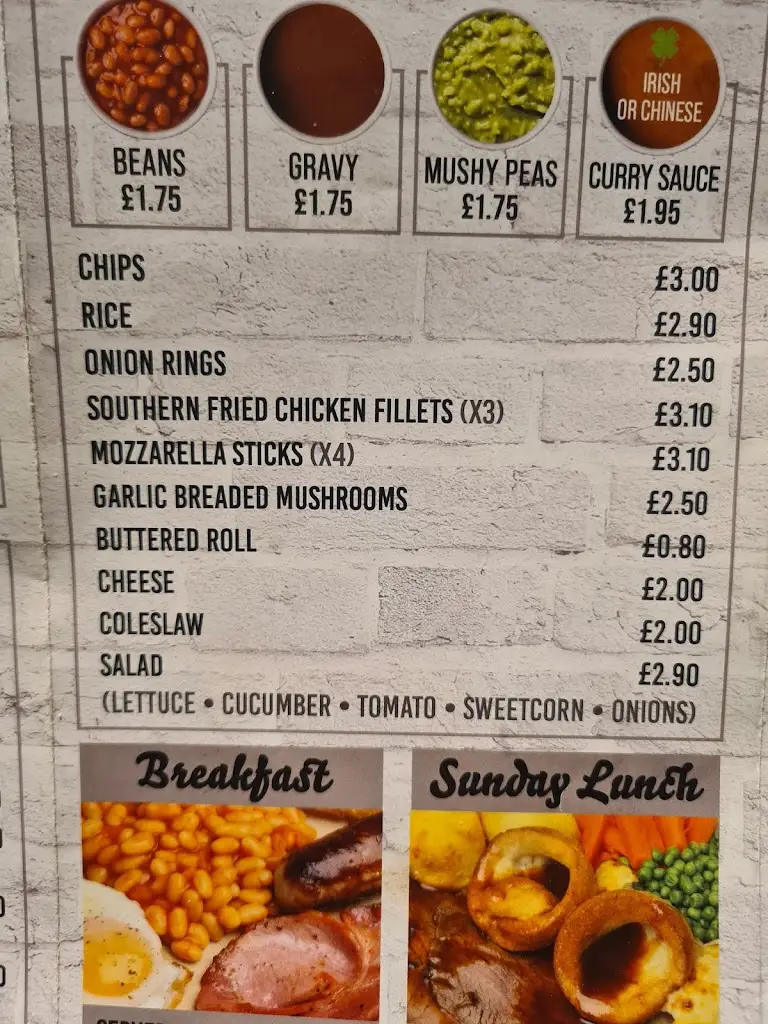 IRISH
OR CHINESE
BEANS
£1.75
GRAVY
£1.75
MUSHY PEAS
£1.75
CURRY SAUCE
£1.95
CHIPS £3.00
RICE £2.90
ONION RINGS £2.50
SOUTHERN FRIED CHICKEN FILLETS (X3) £3.10
MOZZARELLA STICKS (X4) £3.10
GARLIC BREADED MUSHROOMS £2.50
BUTTERED ROLL £0.80
CHEESE £2.00
COLESLAW £2.00
SALAD £2.90
(LETTUCE • CUCUMBER • TOMATO • SWEETCORN • ONIONS)
Breakfast
Sunday Lunch